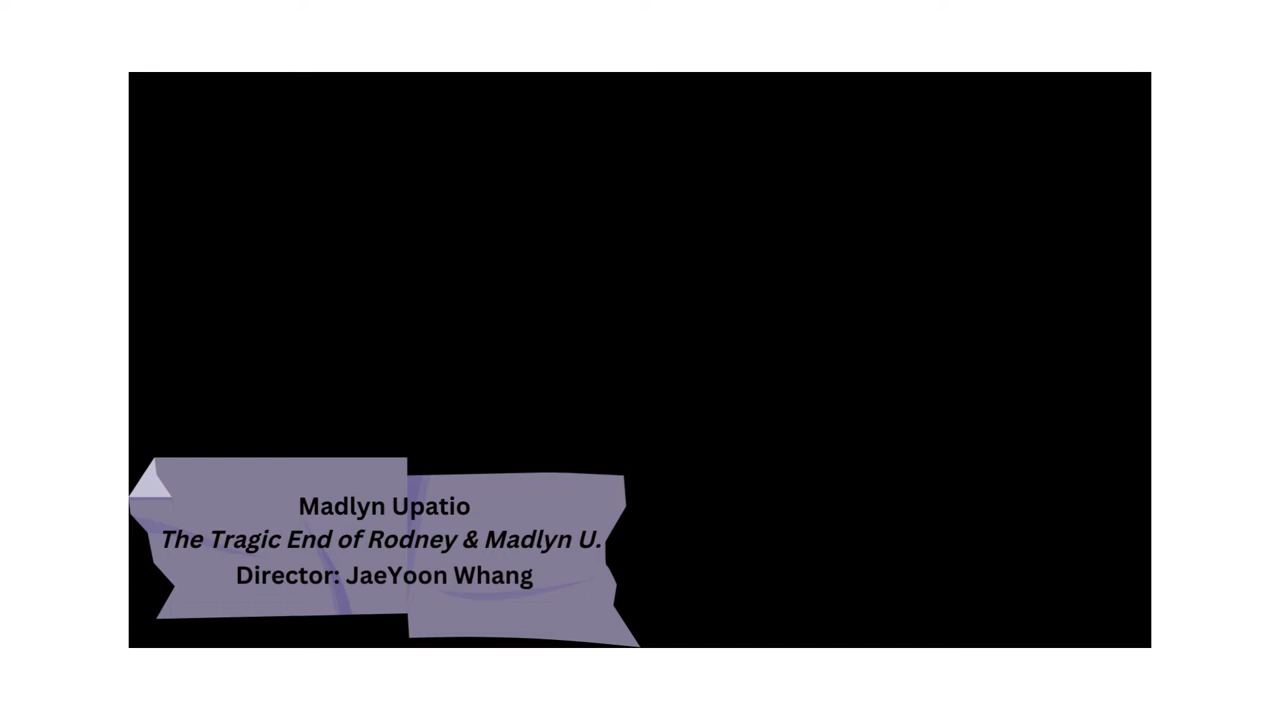 Madlyn Upatio
The Tragic End of Rodney & Madlyn U.
Director: JaeYoon Whang